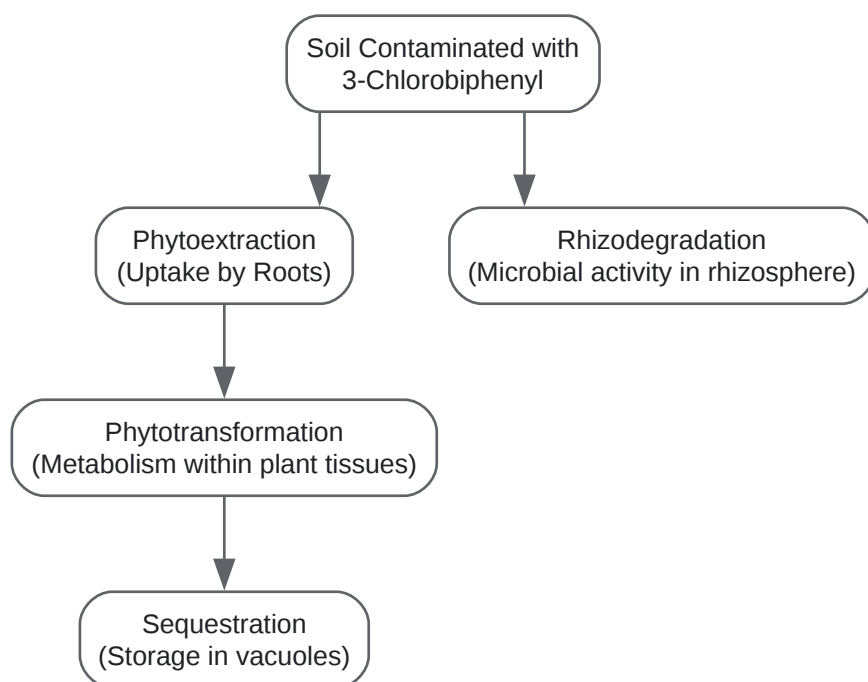 Soil Contaminated with
3-Chlorobiphenyl
Phytoextraction
(Uptake by Roots)
Rhizodegradation
(Microbial activity in rhizosphere)
Phytotransformation
(Metabolism within plant tissues)
Sequestration
(Storage in vacuoles)